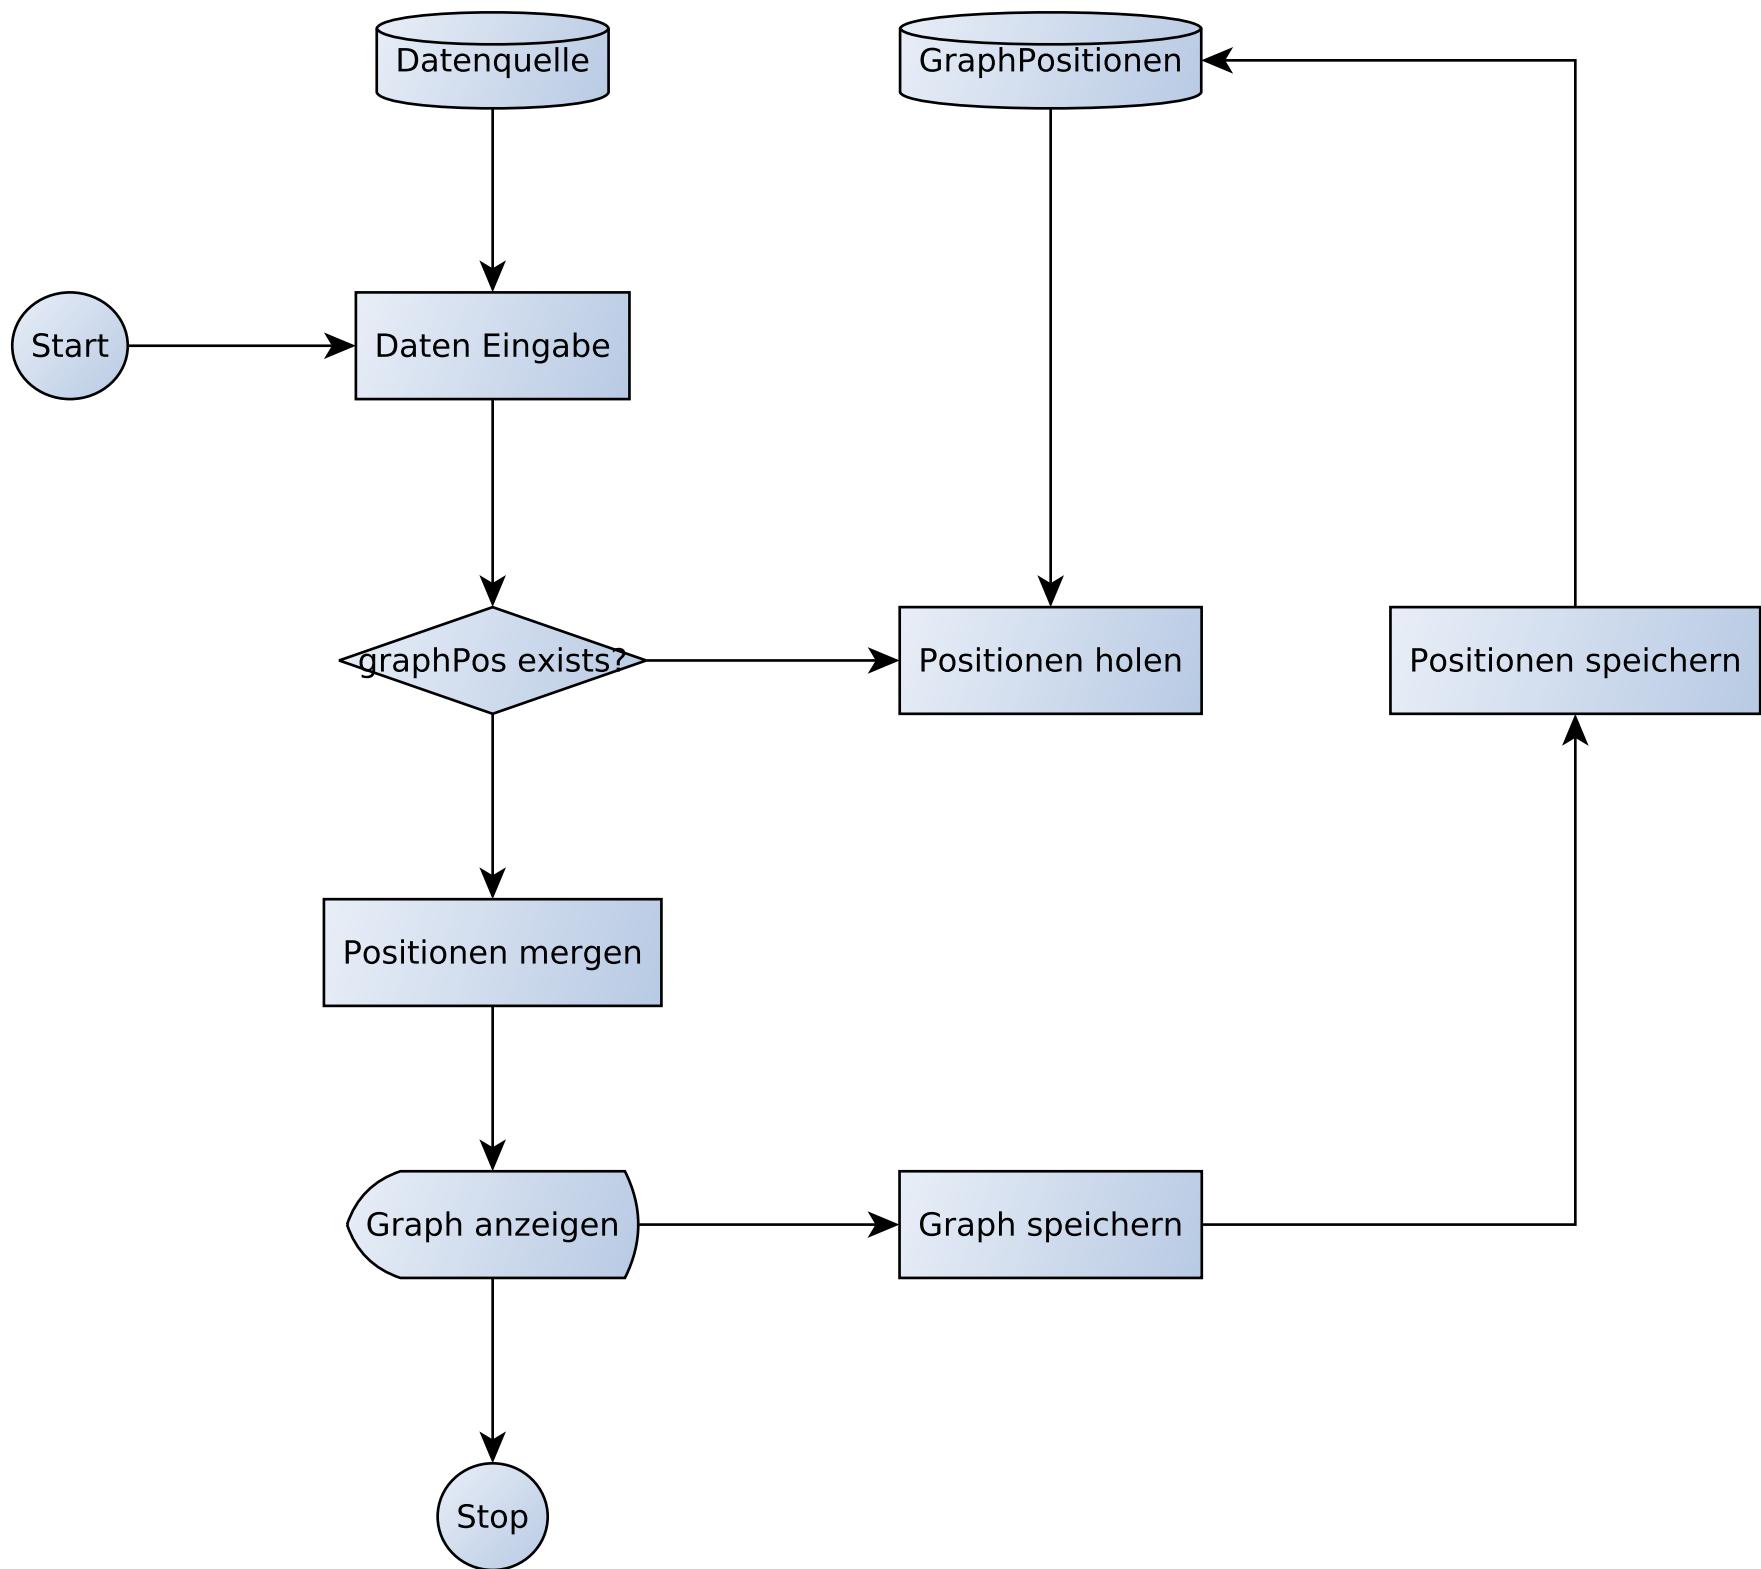 Datenquelle
GraphPositionen
Start
Daten Eingabe
graphPos exists?
Positionen holen
Positionen speichern
Positionen mergen
Graph anzeigen
Graph speichern
Stop